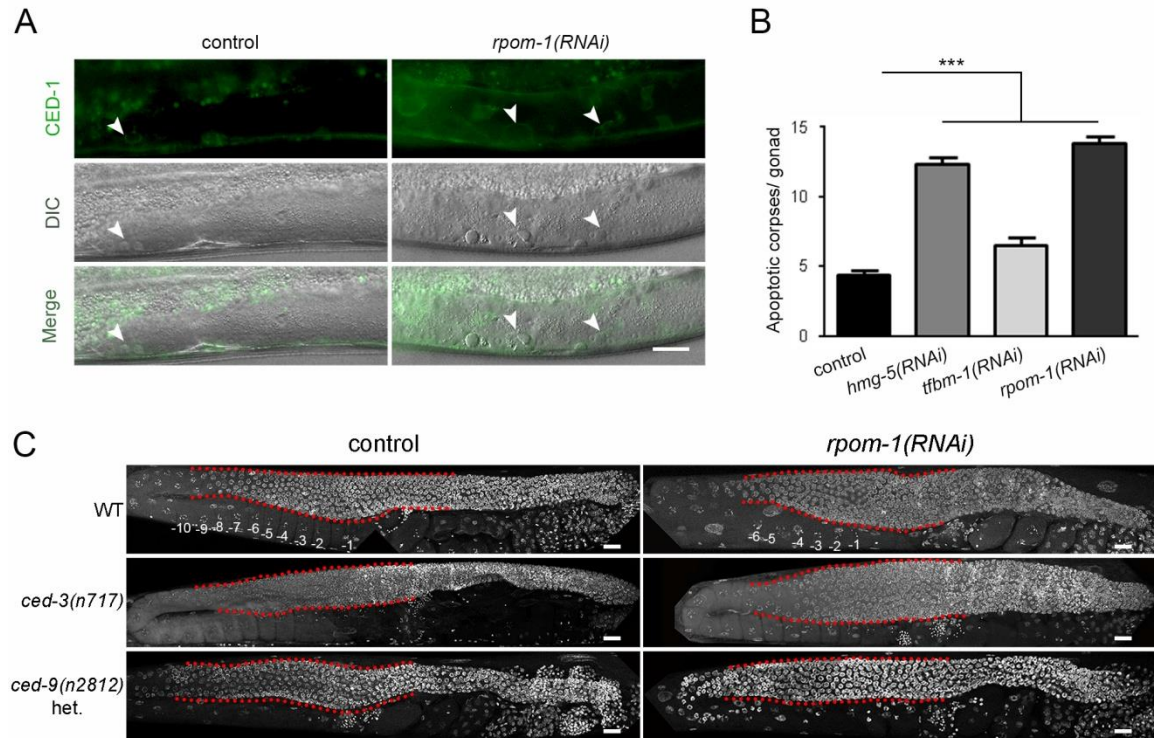 A
control
rpom-1(RNAi)
CED-1
DIC
Merge
B
***
Apoptotic corpses/ gonad
15
10
5
0
control
hmg-5(RNAi)
tfbm-1(RNAi)
rpom-1(RNAi)
C
control
rpom-1(RNAi)
WT
-10 -9 -8 -7 -6 -5 -4 -3 -2 -1
-6 -5 -4 -3 -2 -1
ced-3(n717)
ced-9(n2812)
het.